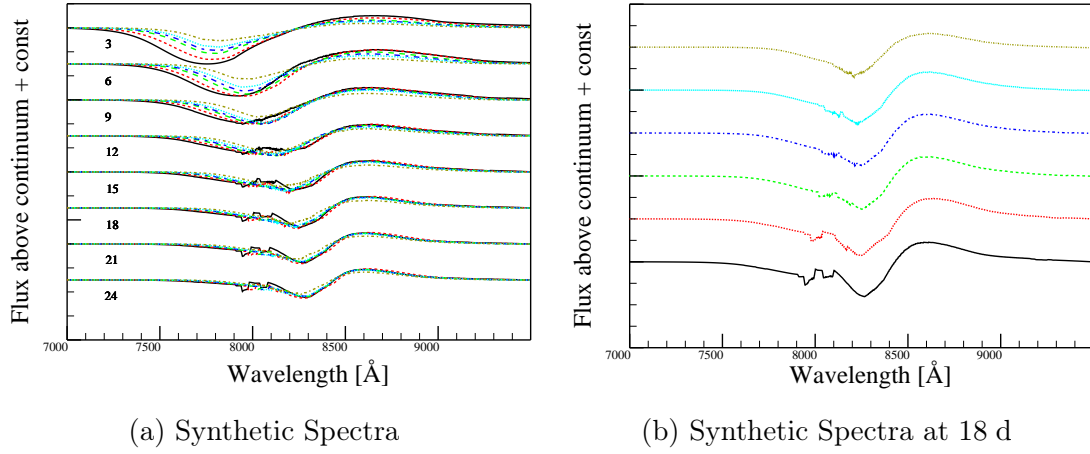 Flux above continuum + const
3
6
9
12
15
18
21
24
7000 7500 8000 8500 9000
Wavelength [Å]
(a) Synthetic Spectra
Flux above continuum + const
7000 7500 8000 8500 9000
Wavelength [Å]
(b) Synthetic Spectra at 18 d